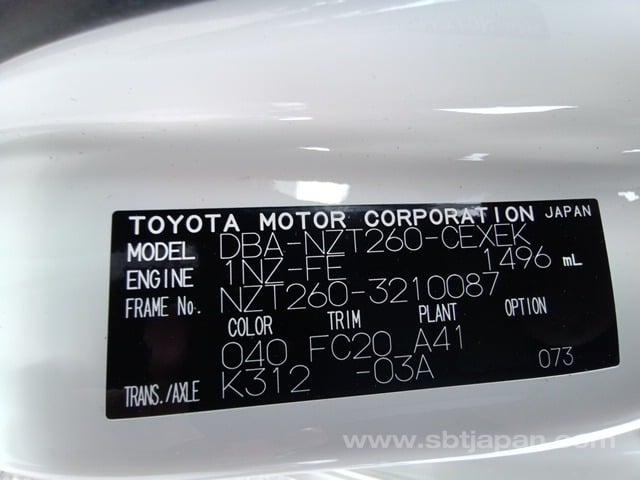 TOYOTA MOTOR CORPORATION JAPAN
MODEL DBA-NZT260-CEXEK
ENGINE 1NZ-FE 1496 mL
FRAME No. NZT260-3210087
COLOR TRIM PLANT OPTION
040 FC20 A41
TRANS./AXLE K312 -03A 073
www.sbtjapan.com